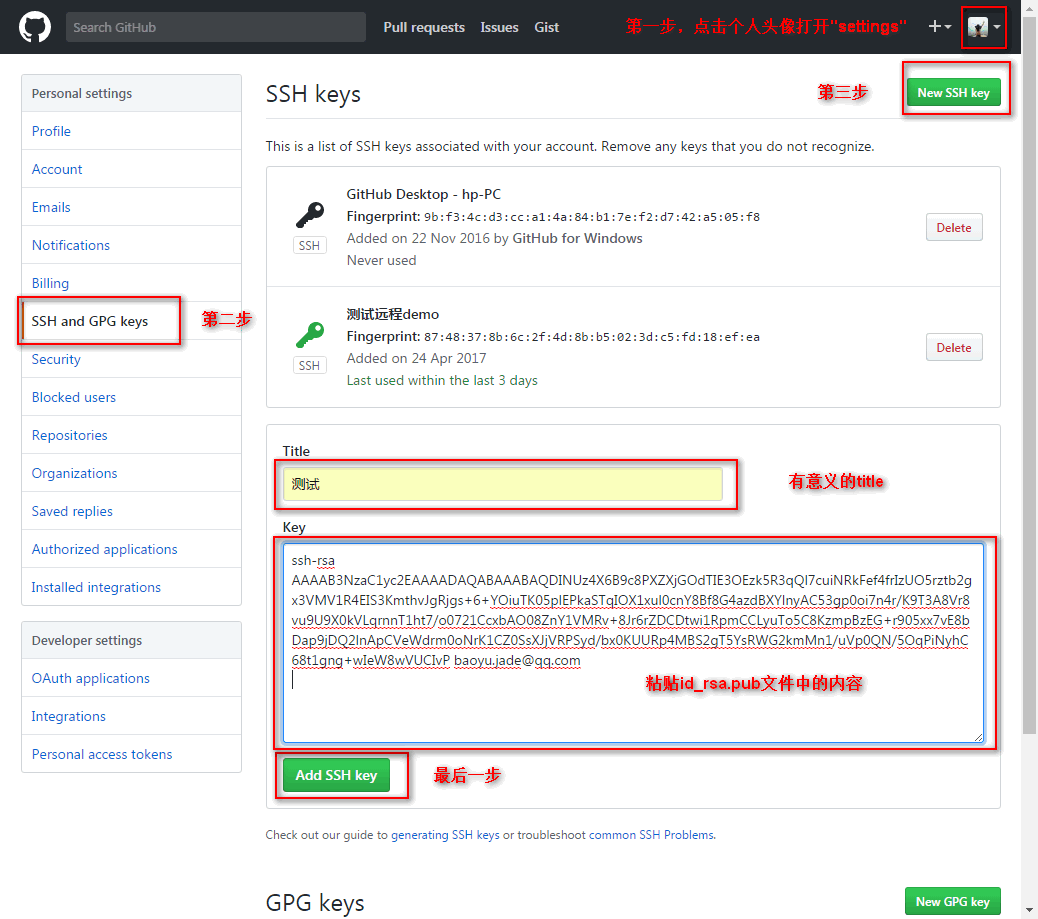 Search GitHub
Pull requests Issues Gist
第一步，点击个人头像打开"settings"
Personal settings
Profile
Account
Emails
Notifications
Billing
SSH and GPG keys
第二步
Security
Blocked users
Repositories
Organizations
Saved replies
Authorized applications
Installed integrations
Developer settings
OAuth applications
Integrations
Personal access tokens
SSH keys
第三步
New SSH key
This is a list of SSH keys associated with your account. Remove any keys that you do not recognize.
SSH
GitHub Desktop - hp-PC
Fingerprint: 9b:f3:4c:d3:cc:a1:4a:84:b1:7e:f2:d7:42:a5:05:f8
Added on 22 Nov 2016 by GitHub for Windows
Never used
Delete
SSH
测试远程demo
Fingerprint: 87:48:37:8b:6c:2f:4d:8b:b5:02:3d:c5:fd:18:ef:ea
Added on 24 Apr 2017
Last used within the last 3 days
Delete
Title
测试
有意义的title
Key
ssh-rsa
AAAAB3NzaC1yc2EAAAADAQABAAABAQDINUz4X6B9c8PXZXjGOdTIE3OEzk5R3qQl7cuiNRkFef4frIzUO5rztb2g
x3VMV1R4EIS3KmthvJgRjgs+6+YOiuTK05pIEPkaSTqIOX1xuI0cnY8Bf8G4azdBXYlnyAC53gp0oi7n4r/K9T3A8Vr8
vu9U9X0kVLqrnnT1ht7/o0721CcxbAO08ZnY1VMRv+8Jr6rZDCDtwi1RpmCCLyuTo5C8KzmpBzEG+r905xx7vE8b
Dap9jDQ2InApCVeWdrm0oNrK1CZ0SsXJjVRPSyd/bx0KUURp4MBS2gT5YsRWG2kmMn1/uVp0QN/5OqPiNyhC
68t1gng+wIeW8wVUCIvP baoyu.jade@qq.com
粘贴id_rsa.pub文件中的内容
Add SSH key
最后一步
Check out our guide to generating SSH keys or troubleshoot common SSH Problems.
GPG keys
New GPG key